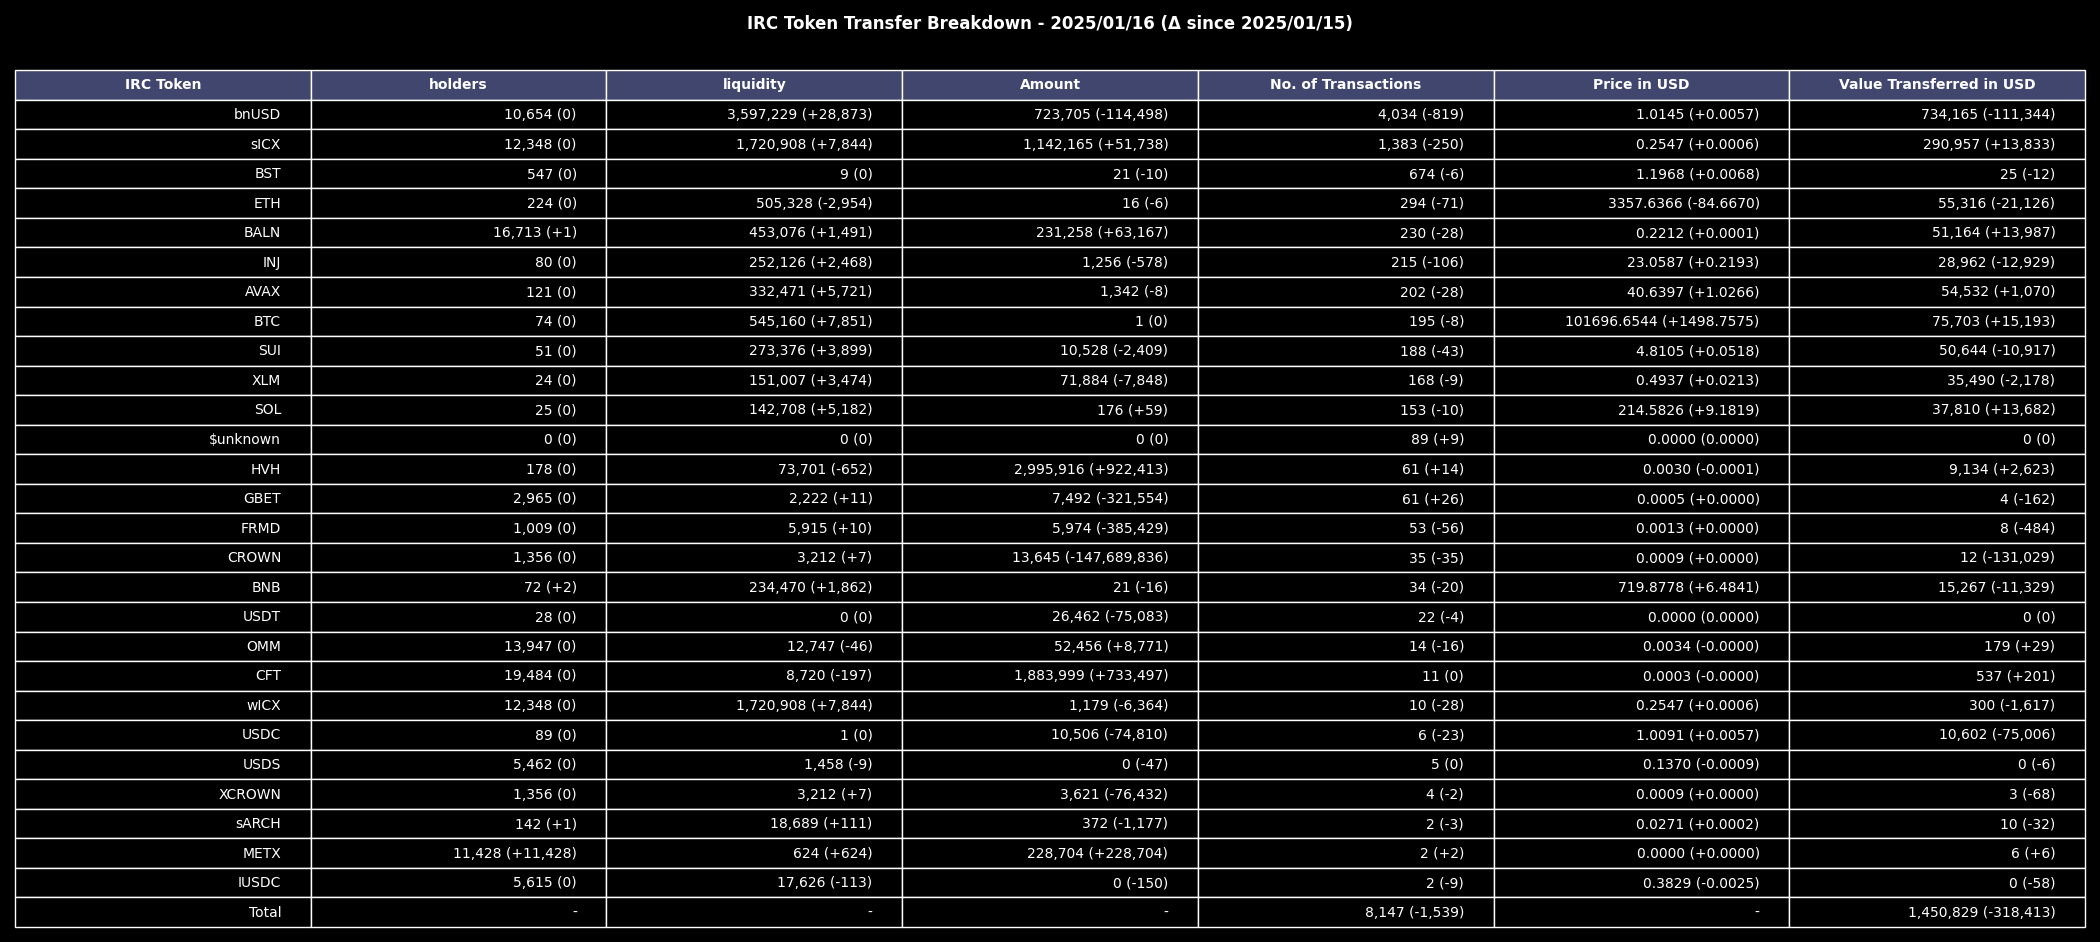 IRC Token Transfer Breakdown - 2025/01/16 (Δ since 2025/01/15)
IRC Token holders liquidity Amount No. of Transactions Price in USD Value Transferred in USD
bnUSD 10,654 (0) 3,597,229 (+28,873) 723,705 (-114,498) 4,034 (-819) 1.0145 (+0.0057) 734,165 (-111,344)
sICX 12,348 (0) 1,720,908 (+7,844) 1,142,165 (+51,738) 1,383 (-250) 0.2547 (+0.0006) 290,957 (+13,833)
BST 547 (0) 9 (0) 21 (-10) 674 (-6) 1.1968 (+0.0068) 25 (-12)
ETH 224 (0) 505,328 (-2,954) 16 (-6) 294 (-71) 3357.6366 (-84.6670) 55,316 (-21,126)
BALN 16,713 (+1) 453,076 (+1,491) 231,258 (+63,167) 230 (-28) 0.2212 (+0.0001) 51,164 (+13,987)
INJ 80 (0) 252,126 (+2,468) 1,256 (-578) 215 (-106) 23.0587 (+0.2193) 28,962 (-12,929)
AVAX 121 (0) 332,471 (+5,721) 1,342 (-8) 202 (-28) 40.6397 (+1.0266) 54,532 (+1,070)
BTC 74 (0) 545,160 (+7,851) 1 (0) 195 (-8) 101696.6544 (+1498.7575) 75,703 (+15,193)
SUI 51 (0) 273,376 (+3,899) 10,528 (-2,409) 188 (-43) 4.8105 (+0.0518) 50,644 (-10,917)
XLM 24 (0) 151,007 (+3,474) 71,884 (-7,848) 168 (-9) 0.4937 (+0.0213) 35,490 (-2,178)
SOL 25 (0) 142,708 (+5,182) 176 (+59) 153 (-10) 214.5826 (+9.1819) 37,810 (+13,682)
$unknown 0 (0) 0 (0) 0 (0) 89 (+9) 0.0000 (0.0000) 0 (0)
HVH 178 (0) 73,701 (-652) 2,995,916 (+922,413) 61 (+14) 0.0030 (-0.0001) 9,134 (+2,623)
GBET 2,965 (0) 2,222 (+11) 7,492 (-321,554) 61 (+26) 0.0005 (+0.0000) 4 (-162)
FRMD 1,009 (0) 5,915 (+10) 5,974 (-385,429) 53 (-56) 0.0013 (+0.0000) 8 (-484)
CROWN 1,356 (0) 3,212 (+7) 13,645 (-147,689,836) 35 (-35) 0.0009 (+0.0000) 12 (-131,029)
BNB 72 (+2) 234,470 (+1,862) 21 (-16) 34 (-20) 719.8778 (+6.4841) 15,267 (-11,329)
USDT 28 (0) 0 (0) 26,462 (-75,083) 22 (-4) 0.0000 (0.0000) 0 (0)
OMM 13,947 (0) 12,747 (-46) 52,456 (+8,771) 14 (-16) 0.0034 (-0.0000) 179 (+29)
CFT 19,484 (0) 8,720 (-197) 1,883,999 (+733,497) 11 (0) 0.0003 (-0.0000) 537 (+201)
wICX 12,348 (0) 1,720,908 (+7,844) 1,179 (-6,364) 10 (-28) 0.2547 (+0.0006) 300 (-1,617)
USDC 89 (0) 1 (0) 10,506 (-74,810) 6 (-23) 1.0091 (+0.0057) 10,602 (-75,006)
USDS 5,462 (0) 1,458 (-9) 0 (-47) 5 (0) 0.1370 (-0.0009) 0 (-6)
XCROWN 1,356 (0) 3,212 (+7) 3,621 (-76,432) 4 (-2) 0.0009 (+0.0000) 3 (-68)
sARCH 142 (+1) 18,689 (+111) 372 (-1,177) 2 (-3) 0.0271 (+0.0002) 10 (-32)
METX 11,428 (+11,428) 624 (+624) 228,704 (+228,704) 2 (+2) 0.0000 (+0.0000) 6 (+6)
IUSDC 5,615 (0) 17,626 (-113) 0 (-150) 2 (-9) 0.3829 (-0.0025) 0 (-58)
Total - - - 8,147 (-1,539) - 1,450,829 (-318,413)